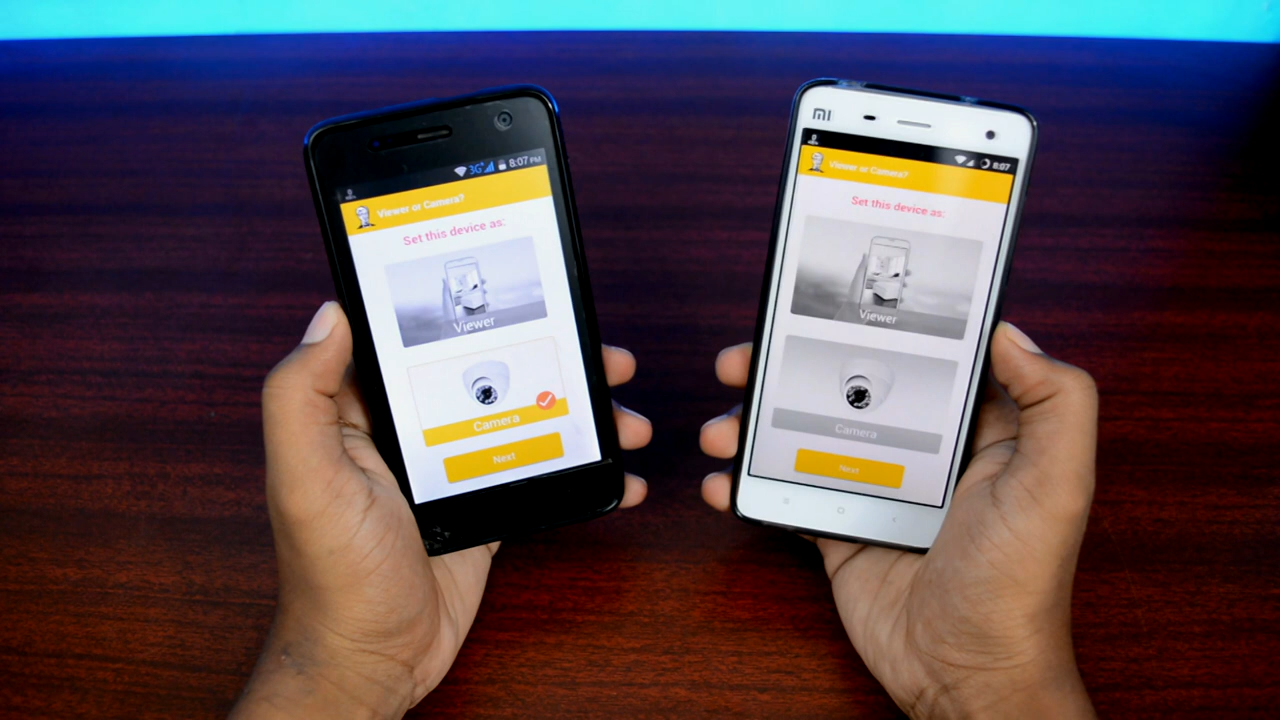 3G 8:07 PM
Viewer or Camera?
Set this device as:
Viewer
Camera
Next
MI
8:07
Viewer or Camera?
Set this device as:
Viewer
Camera
Next